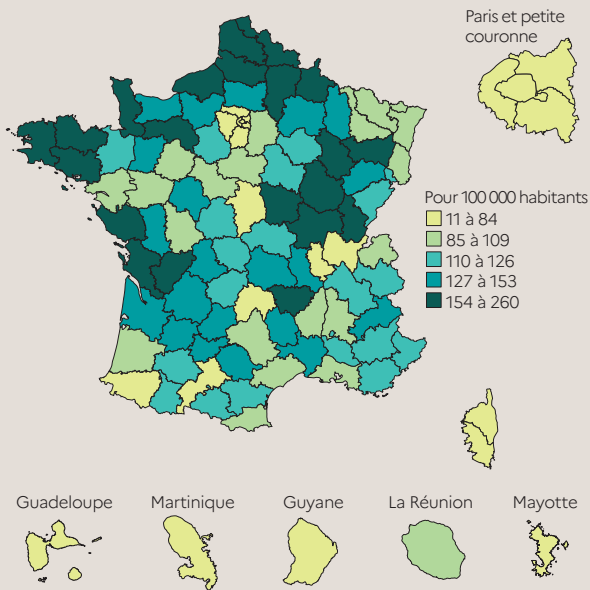 Paris et petite
couronne
Pour 100 000 habitants
11 à 84
85 à 109
110 à 126
127 à 153
154 à 260
Guadeloupe
Martinique
Guyane
La Réunion
Mayotte